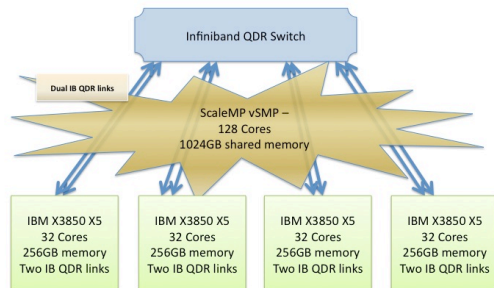 Infiniband QDR Switch
Dual IB QDR links
ScaleMP vSMP –
128 Cores
1024GB shared memory
IBM X3850 X5
32 Cores
256GB memory
Two IB QDR links
IBM X3850 X5
32 Cores
256GB memory
Two IB QDR links
IBM X3850 X5
32 Cores
256GB memory
Two IB QDR links
IBM X3850 X5
32 Cores
256GB memory
Two IB QDR links